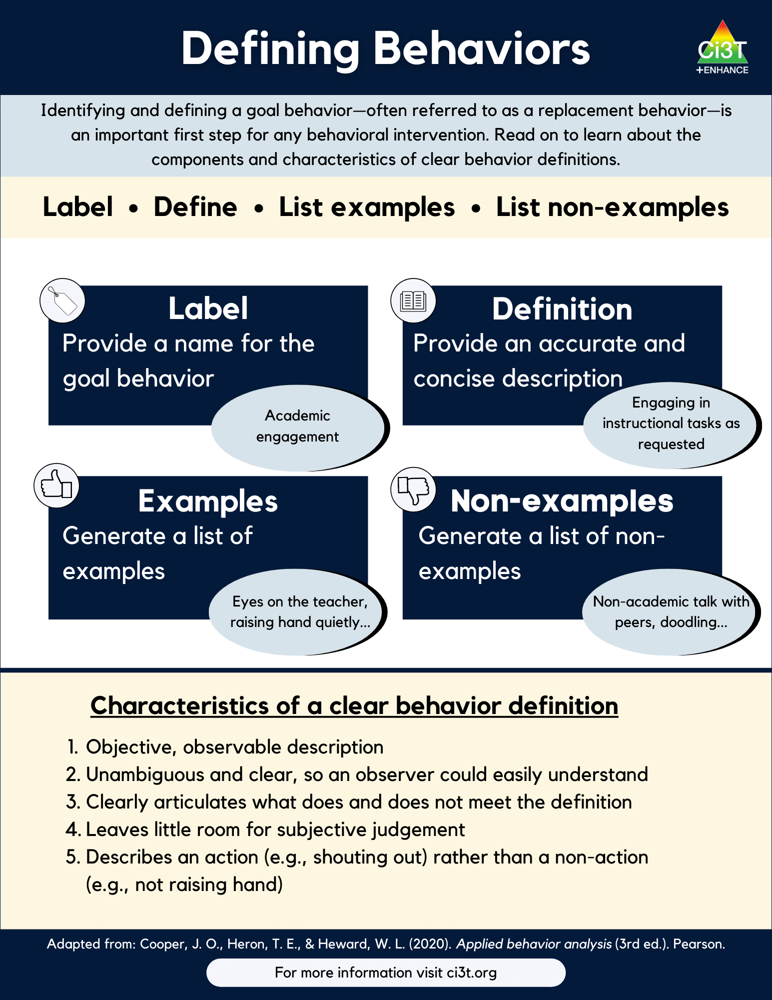 Defining Behaviors
Ci3T
+ENHANCE
Identifying and defining a goal behavior—often referred to as a replacement behavior—is
an important first step for any behavioral intervention. Read on to learn about the
components and characteristics of clear behavior definitions.
Label • Define • List examples • List non-examples
Label
Provide a name for the
goal behavior
Academic
engagement
Definition
Provide an accurate and
concise description
Engaging in
instructional tasks as
requested
Examples
Generate a list of
examples
Eyes on the teacher,
raising hand quietly...
Non-examples
Generate a list of non-
examples
Non-academic talk with
peers, doodling...
Characteristics of a clear behavior definition
1. Objective, observable description
2. Unambiguous and clear, so an observer could easily understand
3. Clearly articulates what does and does not meet the definition
4. Leaves little room for subjective judgement
5. Describes an action (e.g., shouting out) rather than a non-action
(e.g., not raising hand)
Adapted from: Cooper, J. O., Heron, T. E., & Heward, W. L. (2020). Applied behavior analysis (3rd ed.). Pearson.
For more information visit ci3t.org